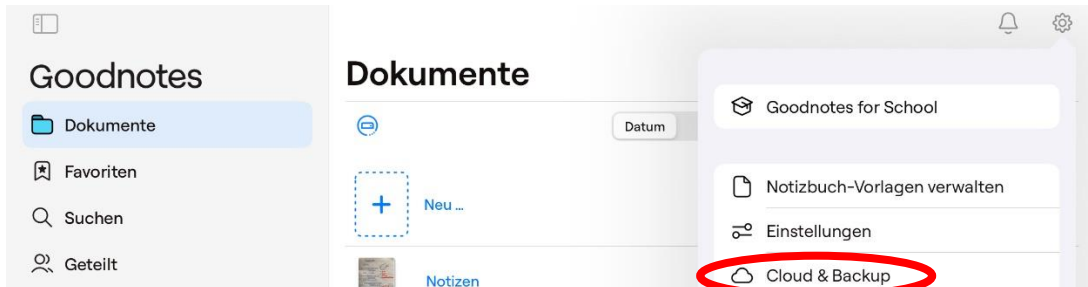 Goodnotes
Dokumente
Favoriten
Suchen
Geteilt
Dokumente
Datum
Neu ...
Notizen
Goodnotes for School
Notizbuch-Vorlagen verwalten
Einstellungen
Cloud & Backup